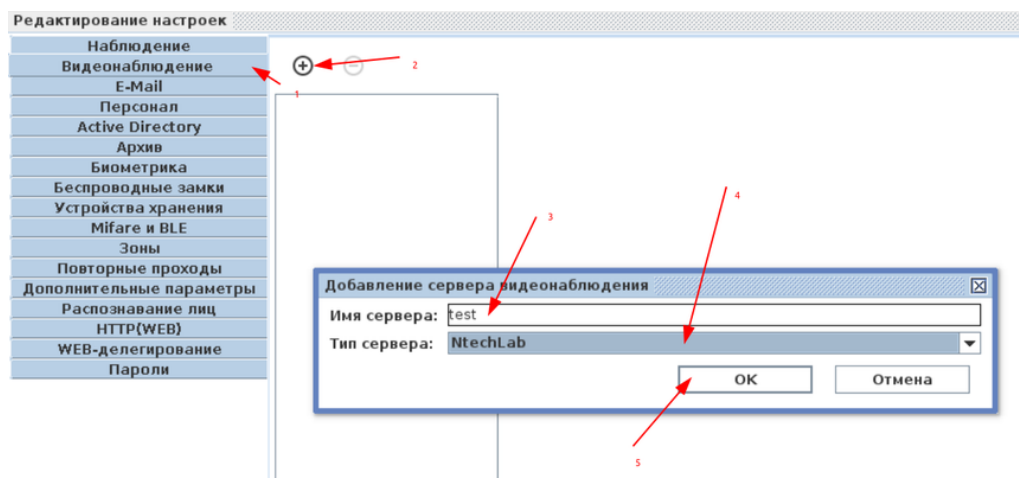 Редактирование настроек
Наблюдение
Видеонаблюдение
E-Mail
Персонал
Active Directory
Архив
Биометрика
Беспроводные замки
Устройства хранения
Mifare и BLE
Зоны
Повторные проходы
Дополнительные параметры
Распознавание лиц
HTTP(WEB)
WEB-делегирование
Пароли
1
2
3
4
Добавление сервера видеонаблюдения
Имя сервера: test
Тип сервера: NtechLab
OK Отмена
5